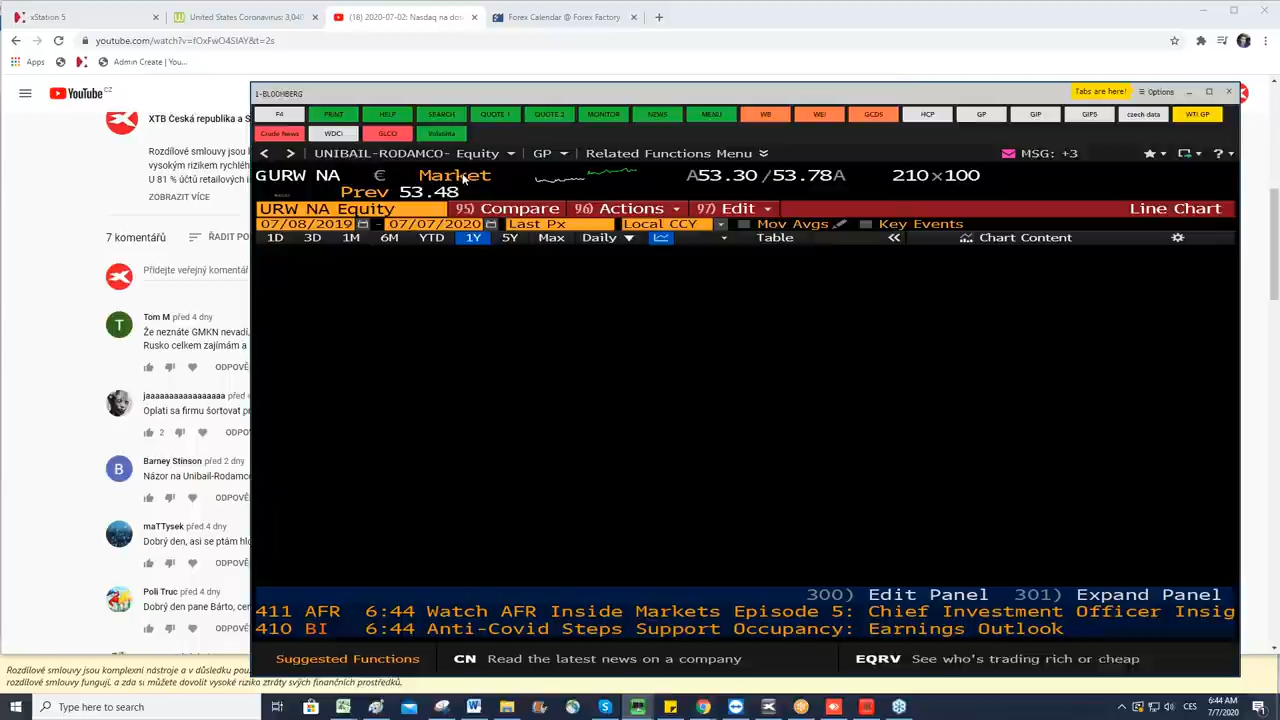 xStation 5
United States Coronavirus: 3,040
(18) 2020-07-02: Nasdaq na dos
Forex Calendar @ Forex Factory
youtube.com/watch?v=fOxFwO4SIAY&t=2s
Apps
Admin Create | You...
YouTube CZ
XTB Česká republika a S
Rozdílové smlouvy jsou komplex
vysokým rizikem rychléh
U 81 % účtů retailových i
ZOBRAZIT VÍCE
7 komentářů
ŘADIT PO
Přidejte veřejný komentář
Tom M před 4 dny
Že neznáte GMKN nevadí,
Rusko celkem zajímám a
ODPOVĚ
jaaaaaaaaaaaaaaaa před
Oplati sa firmu šortovat pr
2
ODPO
Barney Stinson před 2 dny
Názor na Unibail-Rodamco
ODPOVĚ
maTTysek před 4 dny
Dobrý den, asi se ptám hlo
ODPOVĚ
Poli Truc před 4 dny
Dobrý den pane Bárto, cer
ODPOVĚ
1-BLOOMBERG
Tabs are here!
Options
F4 PRINT HELP SEARCH QUOTE 1 QUOTE 2 MONITOR NEWS MENU WB WEI GCDS HCP GP GIP GIPS czech data WTI GP
Crude News WDCI GLCO Volatilita
UNIBAIL-RODAMCO- Equity GP Related Functions Menu MSG: +3
GURW NA € Market A53.30 /53.78A 210×100
Prev 53.48
URW NA Equity 95) Compare 96) Actions 97) Edit Line Chart
07/08/2019 - 07/07/2020 Last Px Local CCY Mov Avgs Key Events
1D 3D 1M 6M YTD 1Y 5Y Max Daily Table Chart Content
300) Edit Panel 301) Expand Panel
411 AFR 6:44 Watch AFR Inside Markets Episode 5: Chief Investment Officer Insig
410 BI 6:44 Anti-Covid Steps Support Occupancy: Earnings Outlook
Suggested Functions CN Read the latest news on a company EQRV See who's trading rich or cheap
Rozdílové smlouvy jsou komplexní nástroje a v důsledku použ
rozdílové smlouvy fungují, a zda si můžete dovolit vysoké riziko ztráty svých finančních prostředků.
Type here to search
CES
6:44 AM
7/7/2020